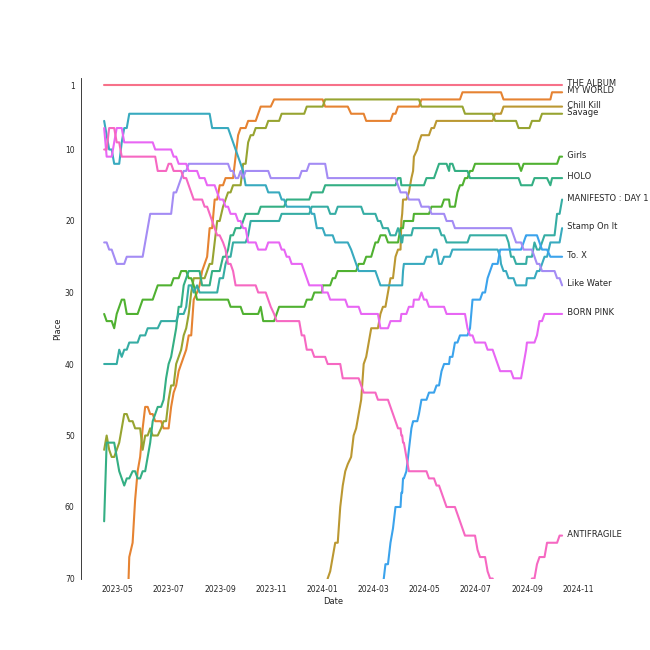 1
10
20
30
40
50
60
70
Place
THE ALBUM
MY WORLD
Chill Kill
Savage
Girls
HOLO
MANIFESTO : DAY 1
Stamp On It
To. X
Like Water
BORN PINK
ANTIFRAGILE
2023-05 2023-07 2023-09 2023-11 2024-01 2024-03 2024-05 2024-07 2024-09 2024-11
Date